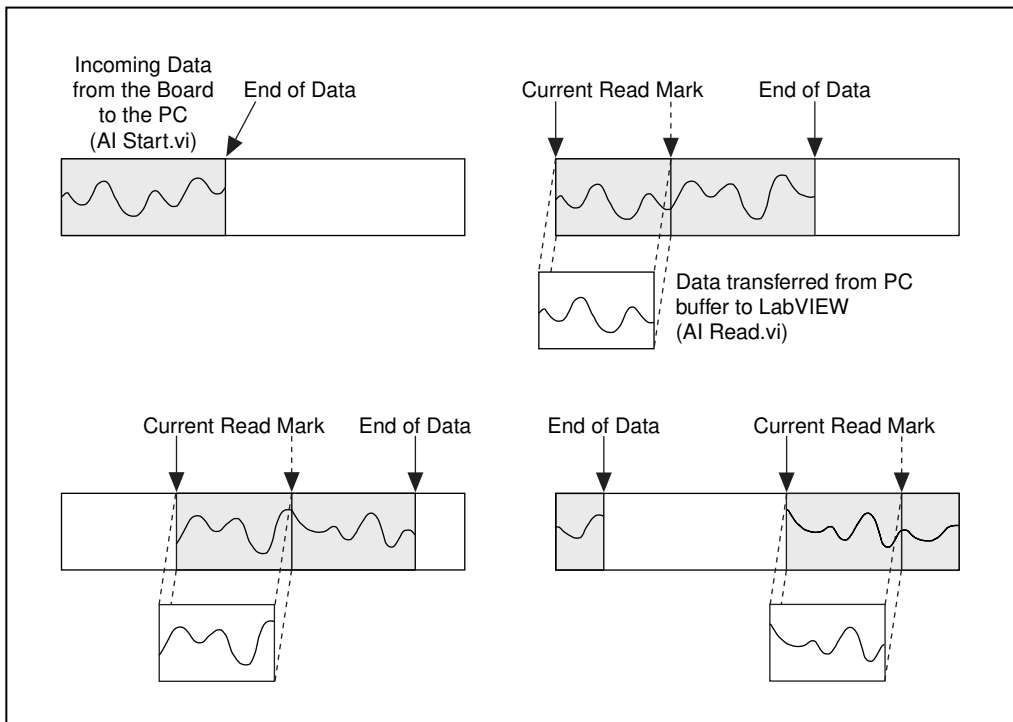 Incoming Data
from the Board
to the PC
(AI Start.vi)
End of Data
Current Read Mark
End of Data
Data transferred from PC
buffer to LabVIEW
(AI Read.vi)
Current Read Mark
End of Data
End of Data
Current Read Mark